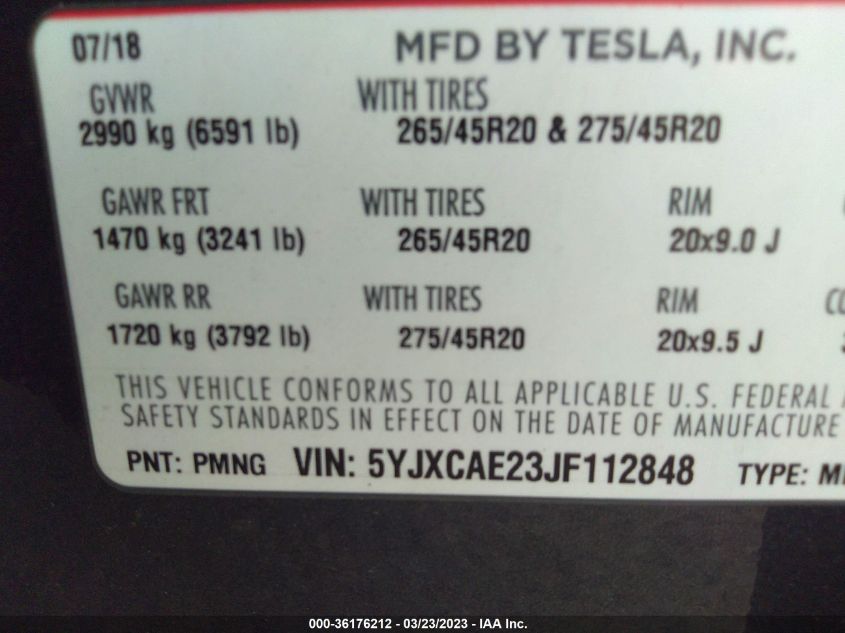 07/18 MFD BY TESLA, INC.
GVWR WITH TIRES
2990 kg (6591 lb) 265/45R20 & 275/45R20
GAWR FRT WITH TIRES RIM
1470 kg (3241 lb) 265/45R20 20x9.0 J
GAWR RR WITH TIRES RIM
1720 kg (3792 lb) 275/45R20 20x9.5 J
THIS VEHICLE CONFORMS TO ALL APPLICABLE U.S. FEDERAL
SAFETY STANDARDS IN EFFECT ON THE DATE OF MANUFACTURE
PNT: PMNG VIN: 5YJXCAE23JF112848 TYPE:
000-36176212 - 03/23/2023 - IAA Inc.